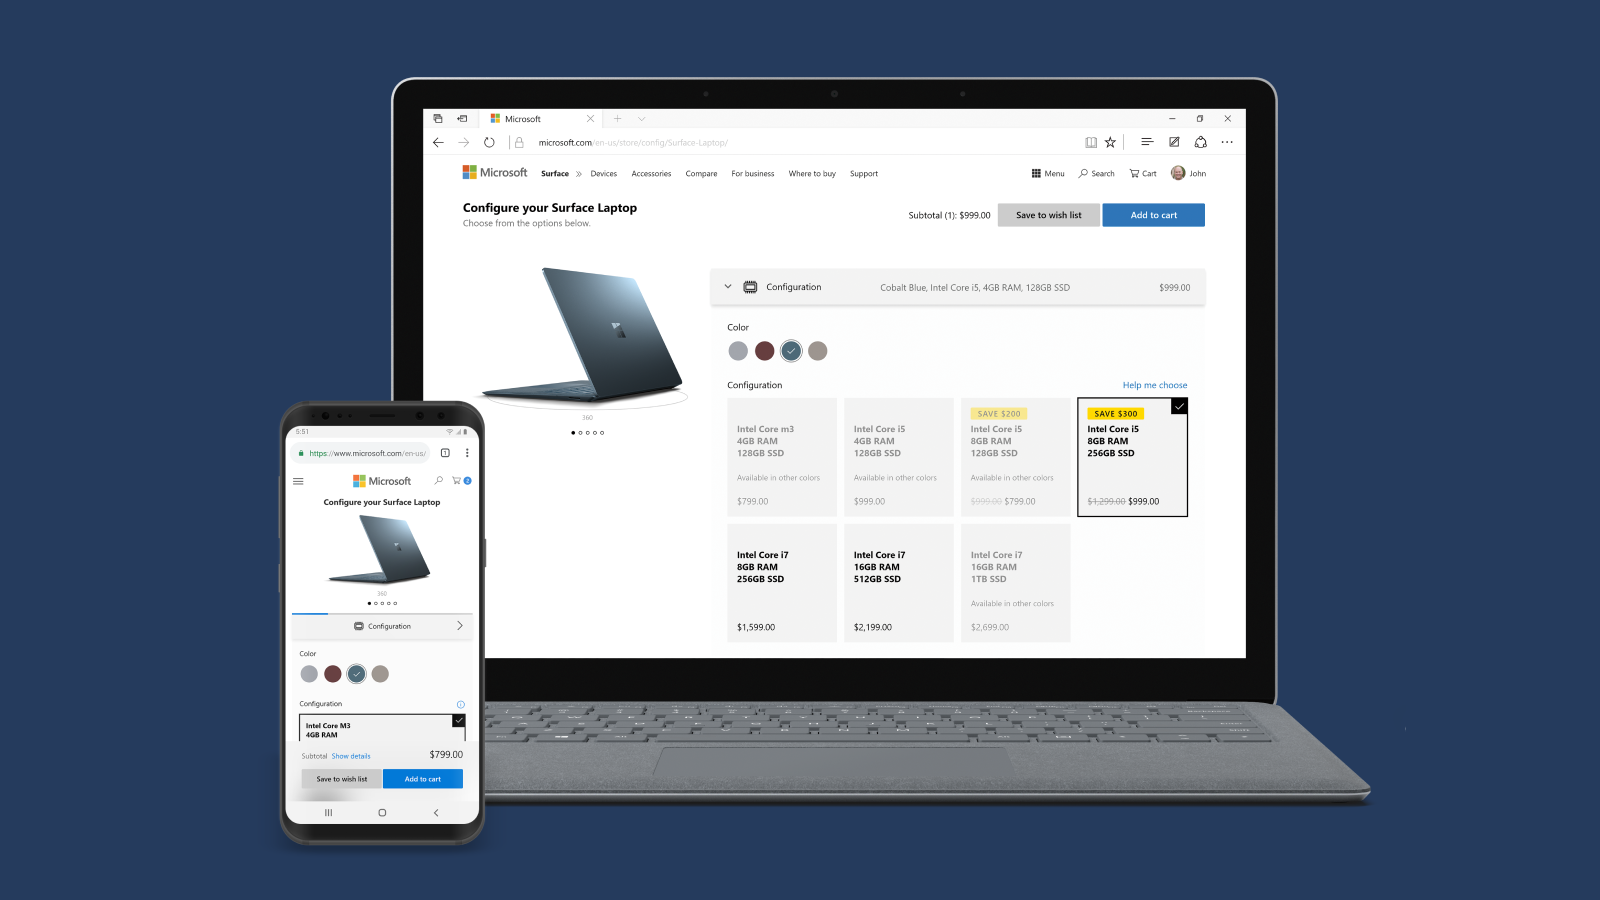 Microsoft
microsoft.com/en-us/store/config/Surface-Laptop/
Microsoft Surface Devices Accessories Compare For business Where to buy Support Menu Search Cart John
Configure your Surface Laptop
Choose from the options below.
Subtotal (1): $999.00 Save to wish list Add to cart
Configuration Cobalt Blue, Intel Core i5, 4GB RAM, 128GB SSD $999.00
Color
360
Configuration Help me choose
Intel Core m3
4GB RAM
128GB SSD
Available in other colors
$799.00
Intel Core i5
4GB RAM
128GB SSD
Available in other colors
$999.00
SAVE $200
Intel Core i5
8GB RAM
128GB SSD
Available in other colors
$999.00 $799.00
SAVE $300
Intel Core i5
8GB RAM
256GB SSD
$1,299.00 $999.00
Intel Core i7
8GB RAM
256GB SSD
$1,599.00
Intel Core i7
16GB RAM
512GB SSD
$2,199.00
Intel Core i7
16GB RAM
1TB SSD
Available in other colors
$2,699.00
5:51
https://www.microsoft.com/en-us/ 1
Microsoft 2
Configure your Surface Laptop
360
Configuration
Color
Configuration
Intel Core M3
4GB RAM
Subtotal Show details $799.00
Save to wish list Add to cart